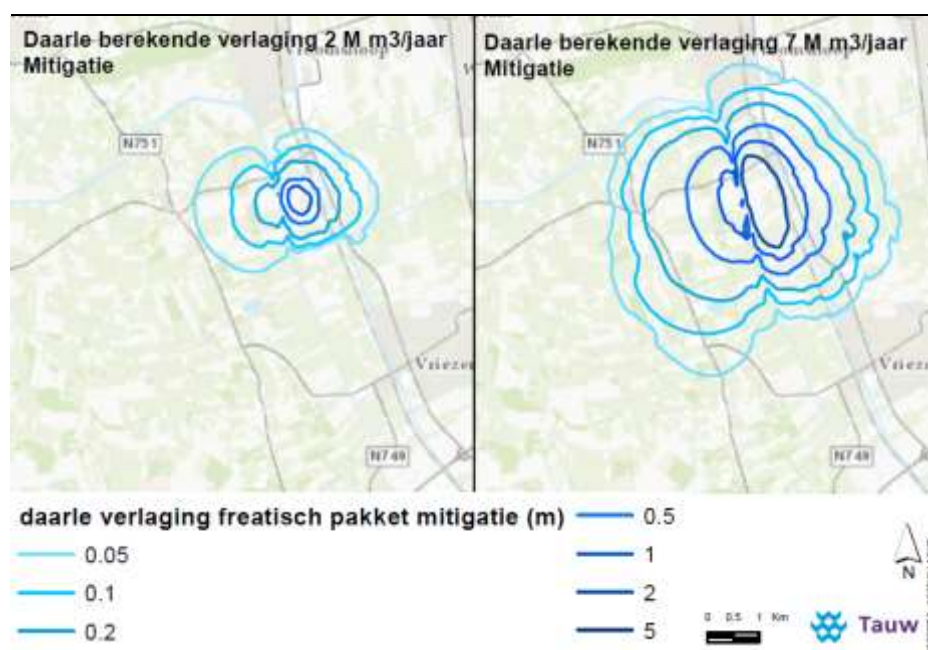 Daarle berekende verlaging 2 M m3/jaar
Mitigatie
Daarle berekende verlaging 7 M m3/jaar
Mitigatie
N751
N751
Vriezen
Vriezen
N749
N749
daarle verlaging freatisch pakket mitigatie (m)
0.05
0.1
0.2
0.5
1
2
5
N
0 0.5 1 Km
Tauw